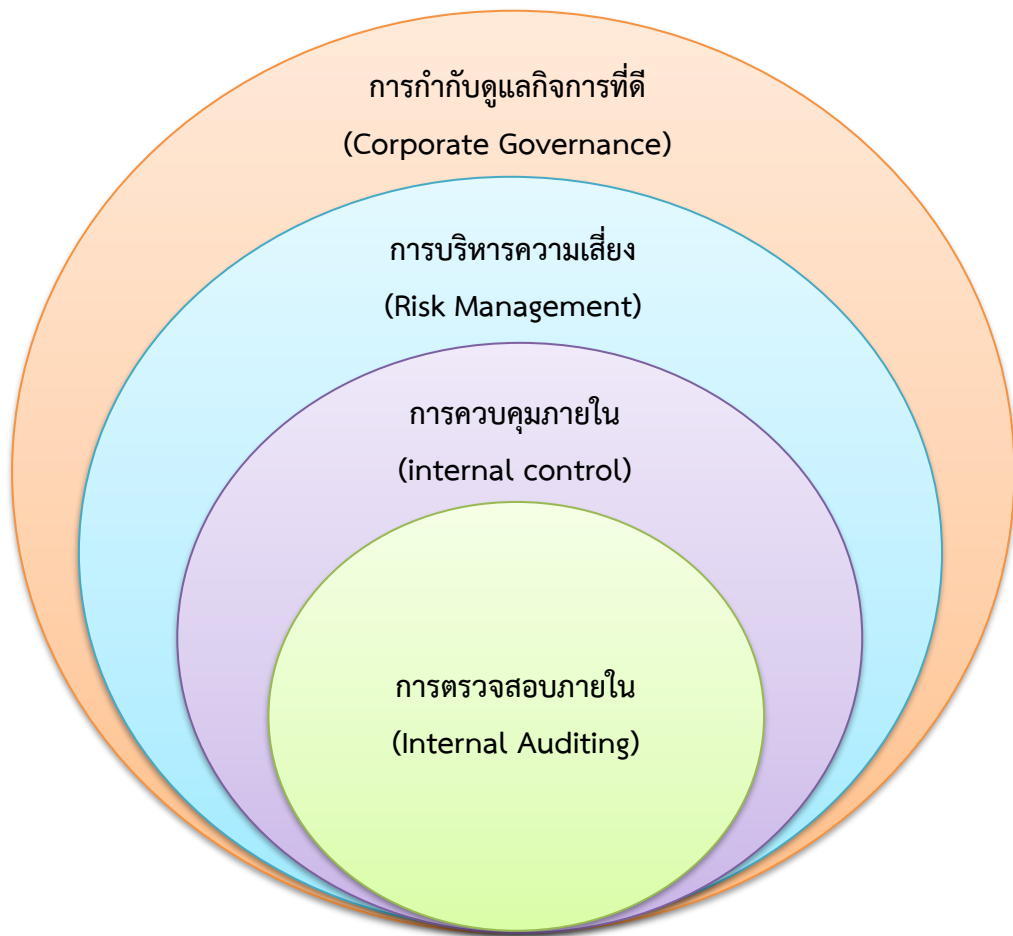 การกำกับดูแลกิจการที่ดี
(Corporate Governance)
การบริหารความเสี่ยง
(Risk Management)
การควบคุมภายใน
(internal control)
การตรวจสอบภายใน
(Internal Auditing)